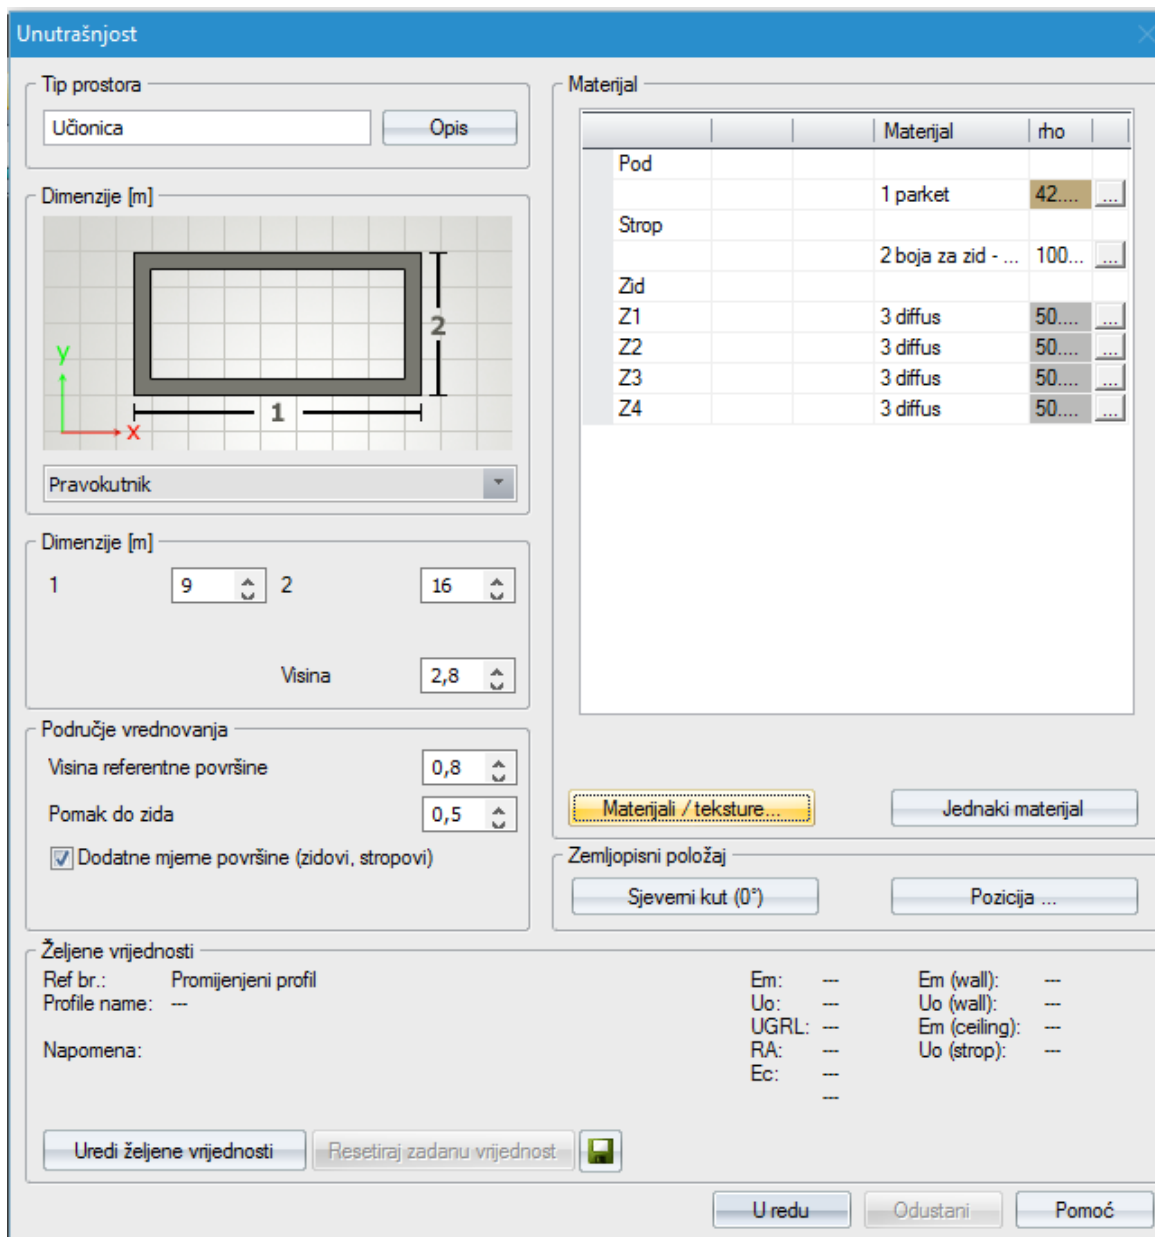 Unutrašnjost
Tip prostora
Učionica
Opis
Dimenzije [m]
2
y
1
x
Pravokutnik
Dimenzije [m]
1 9 2 16
Visina 2,8
Područje vrednovanja
Visina referentne površine 0,8
Pomak do zida 0,5
Dodatne mjerne površine (zidovi, stropovi)
Materijal
Materijal rho
Pod
1 parket 42.... ...
Strop
2 boja za zid - ... 100... ...
Zid
Z1 3 diffus 50.... ...
Z2 3 diffus 50.... ...
Z3 3 diffus 50.... ...
Z4 3 diffus 50.... ...
Materijali / teksture... Jednaki materijal
Zemljopisni položaj
Sjeverni kut (0°) Pozicija ...
Željene vrijednosti
Ref br.: Promijenjeni profil
Profile name: ---
Napomena:
Em: ---
Uo: ---
UGRL: ---
RA: ---
Ec: ---
---
Em (wall): ---
Uo (wall): ---
Em (ceiling): ---
Uo (strop): ---
Uredi željene vrijednosti Resetiraj zadanu vrijednost
U redu Odustani Pomoć